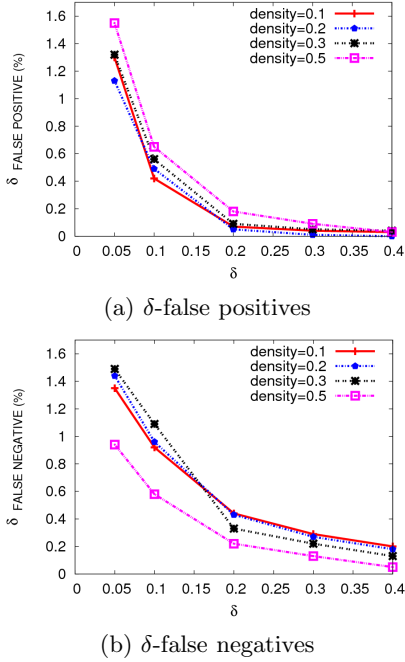 density=0.1
density=0.2
density=0.3
density=0.5
δ FALSE POSITIVE (%)
1.6
1.4
1.2
1
0.8
0.6
0.4
0.2
0
0 0.05 0.1 0.15 0.2 0.25 0.3 0.35 0.4
δ
(a) δ-false positives
density=0.1
density=0.2
density=0.3
density=0.5
δ FALSE NEGATIVE (%)
1.6
1.4
1.2
1
0.8
0.6
0.4
0.2
0
0 0.05 0.1 0.15 0.2 0.25 0.3 0.35 0.4
δ
(b) δ-false negatives